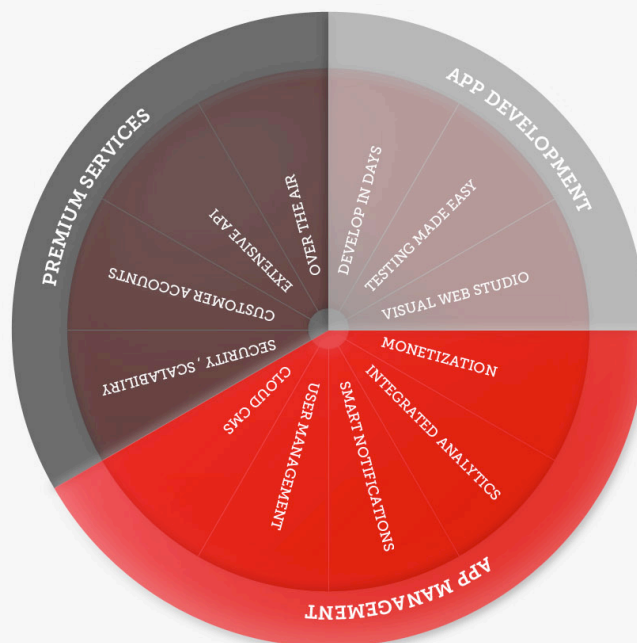 APP DEVELOPMENT
DEVELOP IN DAYS
TESTING MADE EASY
VISUAL WEB STUDIO
APP MANAGEMENT
MONETIZATION
INTEGRATED ANALYTICS
SMART NOTIFICATIONS
USER MANAGEMENT
CLOUD CMS
PREMIUM SERVICES
SECURITY, SCALABILIRY
CUSTOMER ACCOUNTS
EXTENSIVE API
OVER THE AIR